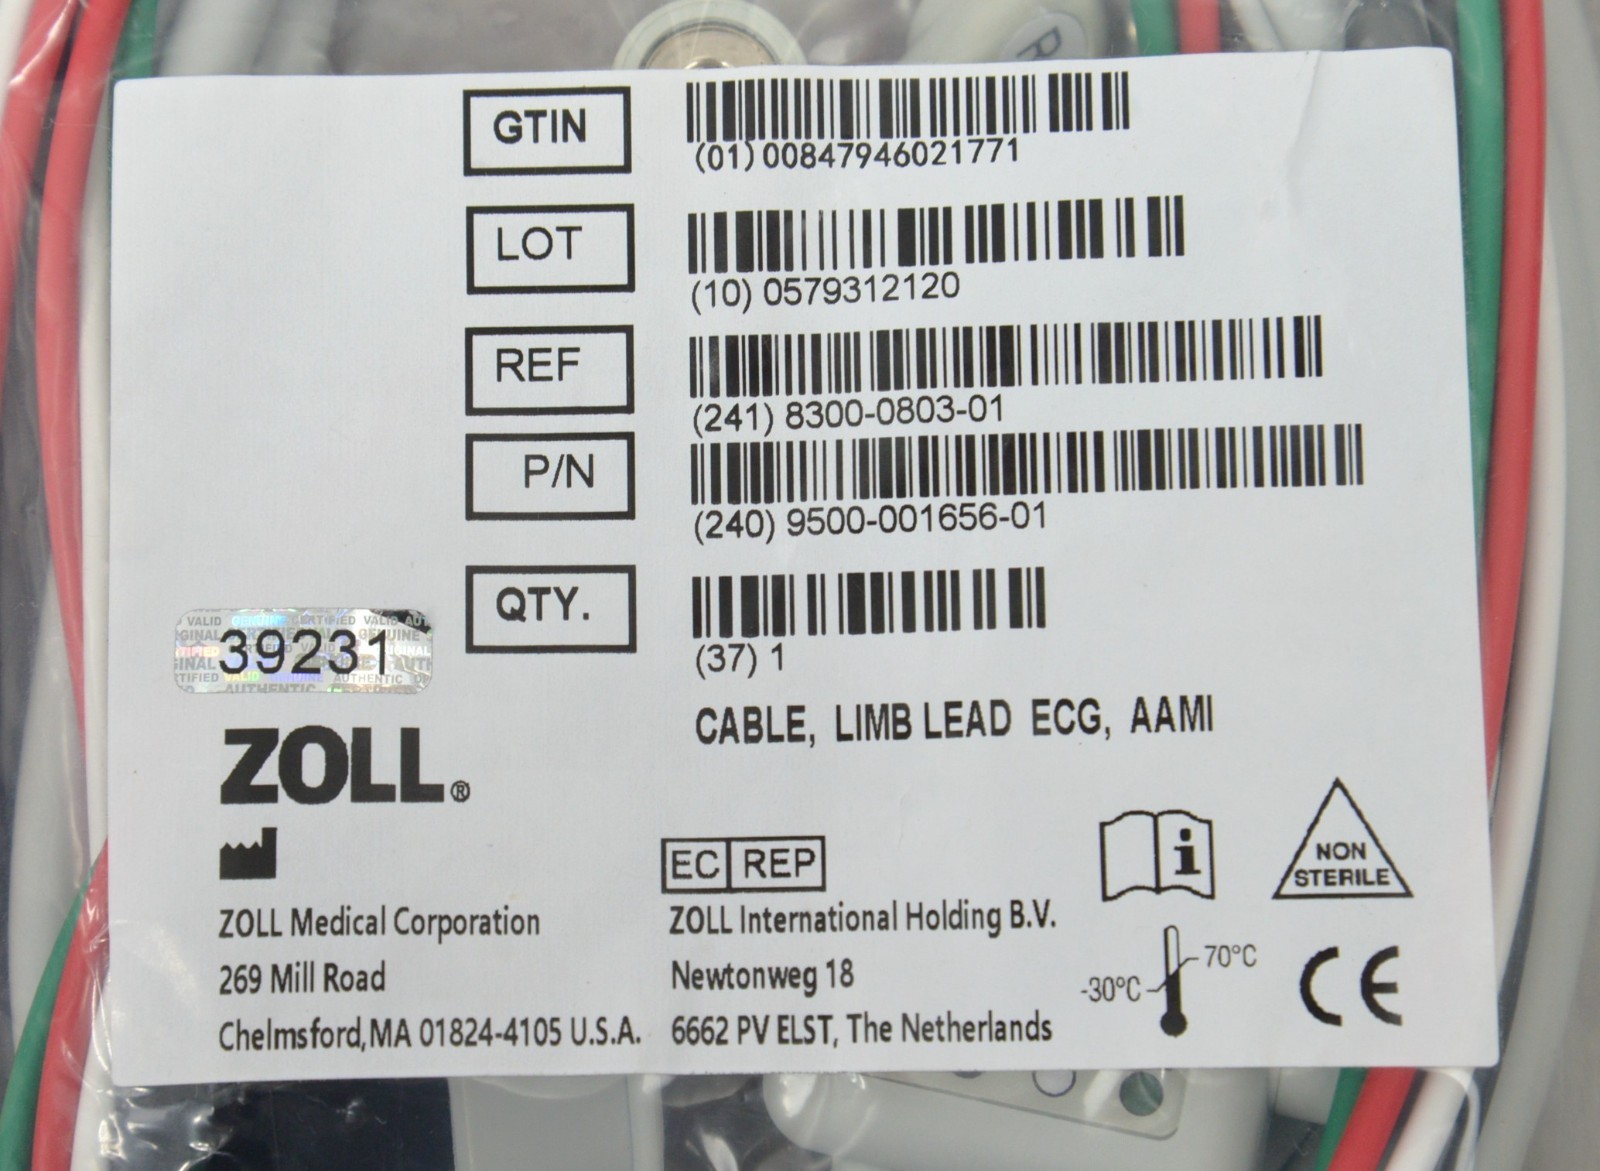 R
GTIN
(01) 00847946021771
LOT
(10) 0579312120
REF
(241) 8300-0803-01
P/N
(240) 9500-001656-01
QTY.
(37) 1
39231
CABLE, LIMB LEAD ECG, AAMI
ZOLL®
EC REP
NON
STERILE
ZOLL Medical Corporation
269 Mill Road
Chelmsford, MA 01824-4105 U.S.A.
ZOLL International Holding B.V.
Newtonweg 18
6662 PV ELST, The Netherlands
-30°C
70°C
CE